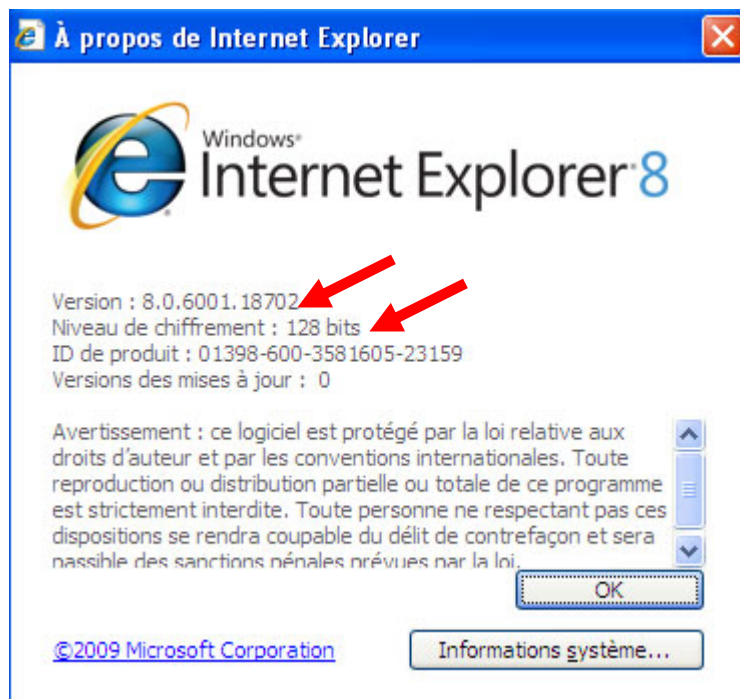 À propos de Internet Explorer
Windows®
Internet Explorer 8
Version : 8.0.6001.18702
Niveau de chiffrement : 128 bits
ID de produit : 01398-600-3581605-23159
Versions des mises à jour : 0
Avertissement : ce logiciel est protégé par la loi relative aux
droits d'auteur et par les conventions internationales. Toute
reproduction ou distribution partielle ou totale de ce programme
est strictement interdite. Toute personne ne respectant pas ces
dispositions se rendra coupable du délit de contrefaçon et sera
passible des sanctions pénales prévues par la loi.
OK
©2009 Microsoft Corporation
Informations système...